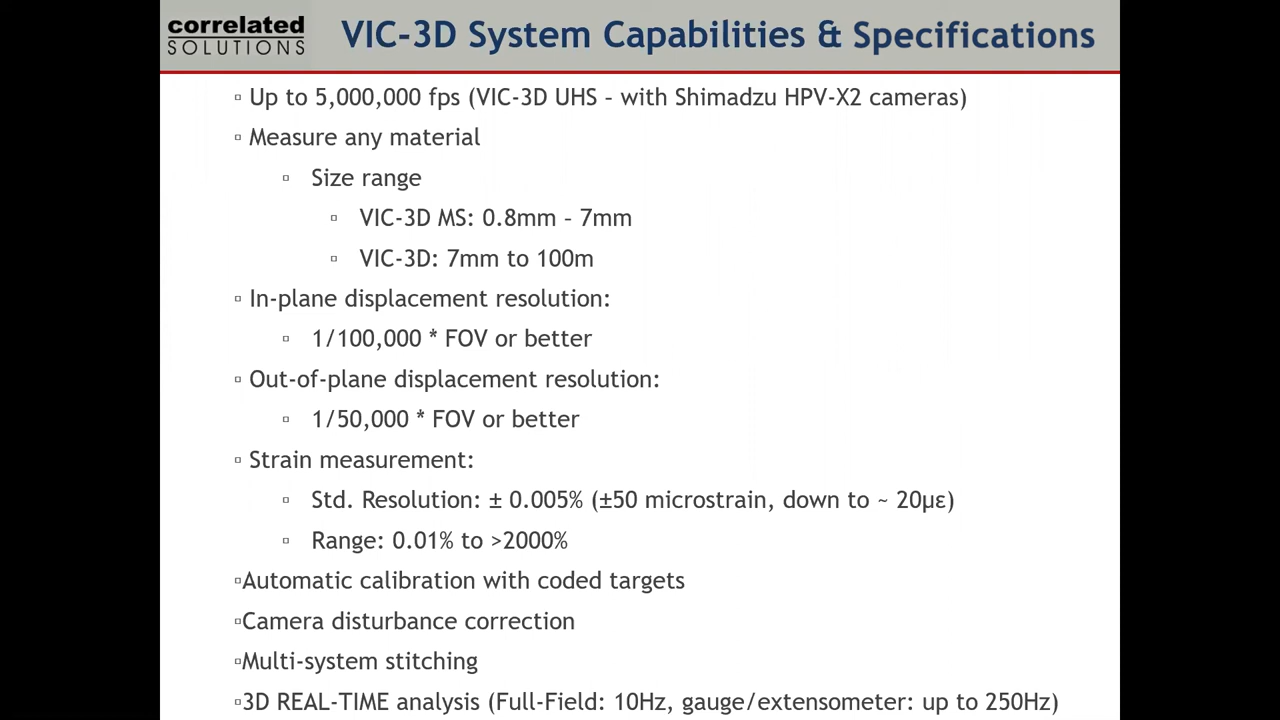 correlated
SOLUTIONS
VIC-3D System Capabilities & Specifications
▫ Up to 5,000,000 fps (VIC-3D UHS – with Shimadzu HPV-X2 cameras)
▫ Measure any material
▫ Size range
▫ VIC-3D MS: 0.8mm – 7mm
▫ VIC-3D: 7mm to 100m
▫ In-plane displacement resolution:
▫ 1/100,000 * FOV or better
▫ Out-of-plane displacement resolution:
▫ 1/50,000 * FOV or better
▫ Strain measurement:
▫ Std. Resolution: ± 0.005% (±50 microstrain, down to ~ 20µε)
▫ Range: 0.01% to >2000%
▫Automatic calibration with coded targets
▫Camera disturbance correction
▫Multi-system stitching
▫3D REAL-TIME analysis (Full-Field: 10Hz, gauge/extensometer: up to 250Hz)